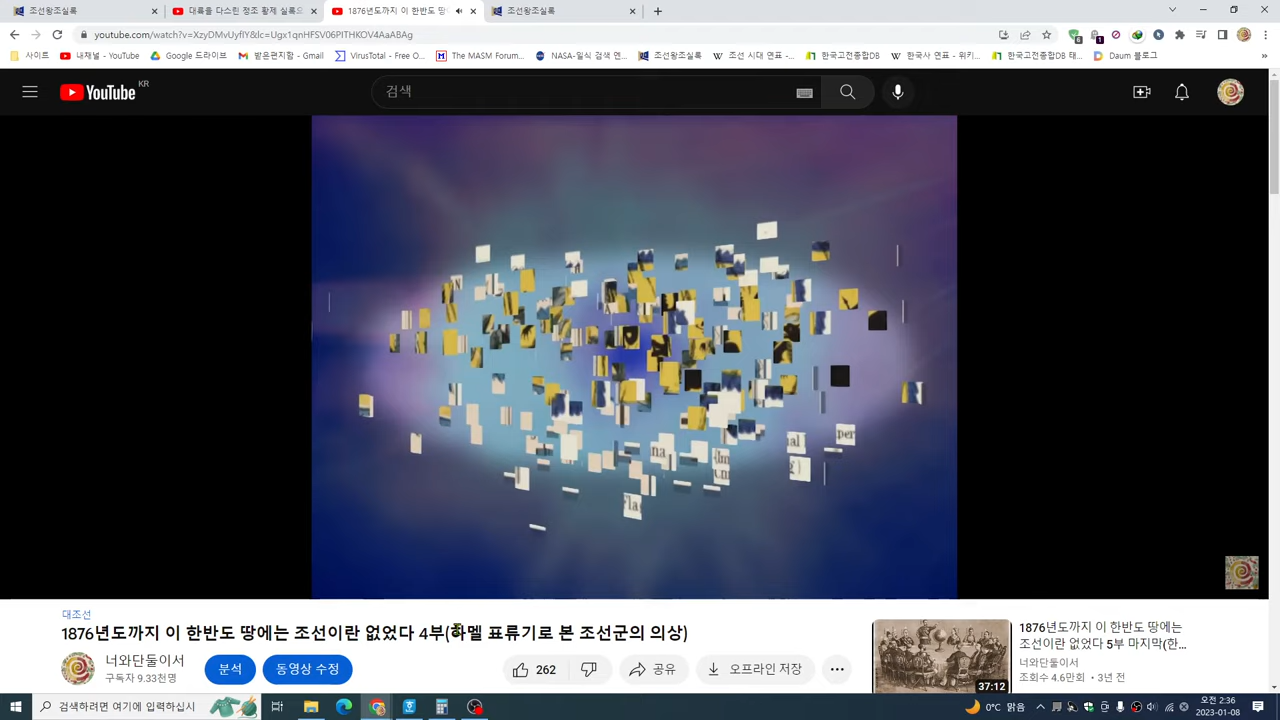 조선왕조실록
대륙을 다스린 정조 황제 실록으
1876년도까지 이 한반도 땅
조선왕조실록
youtube.com/watch?v=XzyDMvUyfIY&lc=Ugx1qnHFSV06PITHKOV4AaABAg
사이트
내채널 - YouTube
Google 드라이브
받은편지함 - Gmail
VirusTotal - Free O...
The MASM Forum...
NASA-일식 검색 엔...
조선왕조실록
조선 시대 연표 - 위...
한국고전종합DB
한국사 연표 - 위키...
한국고전종합DB 태...
Daum 블로그
YouTube KR
검색
na
al
per
g)
Fla
대조선
1876년도까지 이 한반도 땅에는 조선이란 없었다 4부(하멜 표류기로 본 조선군의 의상)
너와단둘이서
구독자 9.33천명
분석
동영상 수정
262
공유
오프라인 저장
37:12
1876년도까지 이 한반도 땅에는
조선이란 없었다 5부 마지막(한...
너와단둘이서
조회수 4.6만회 • 3년 전
검색하려면 여기에 입력하십시
0°C 맑음
오전 2:36
2023-01-08